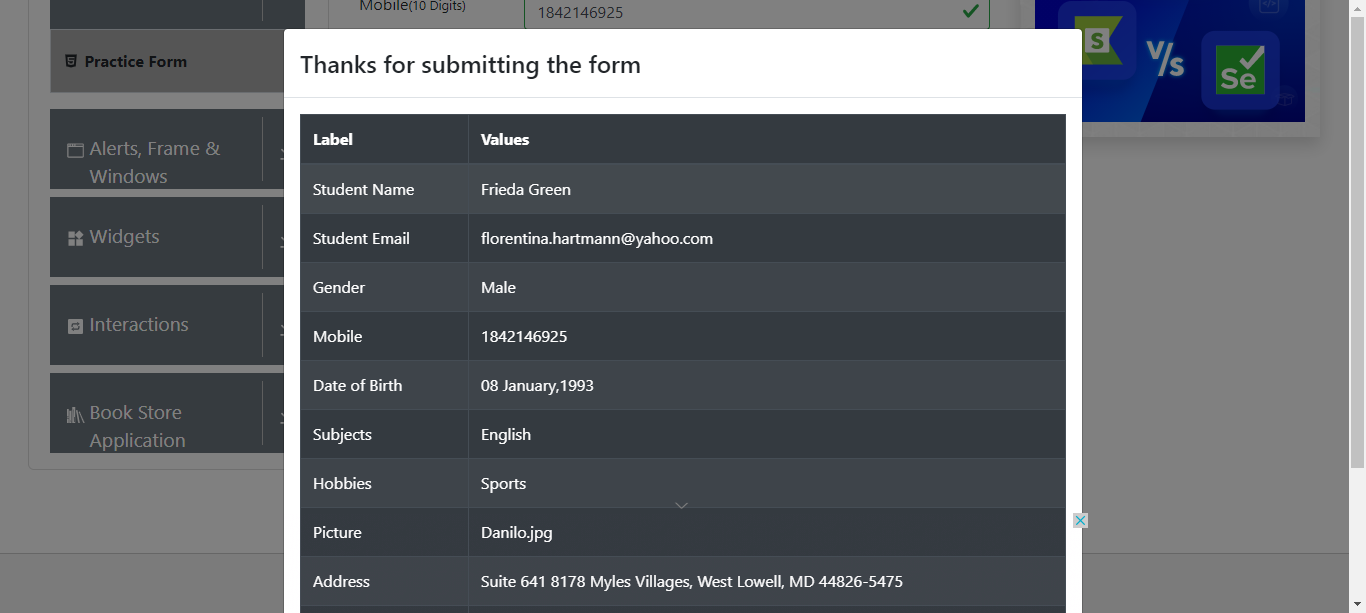 Mobile(10 Digits)
1842146925
Practice Form
Alerts, Frame &
Windows
Widgets
Interactions
Book Store
Application
S
V/s
Se
Thanks for submitting the form
Label Values
Student Name Frieda Green
Student Email florentina.hartmann@yahoo.com
Gender Male
Mobile 1842146925
Date of Birth 08 January,1993
Subjects English
Hobbies Sports
Picture Danilo.jpg
Address Suite 641 8178 Myles Villages, West Lowell, MD 44826-5475